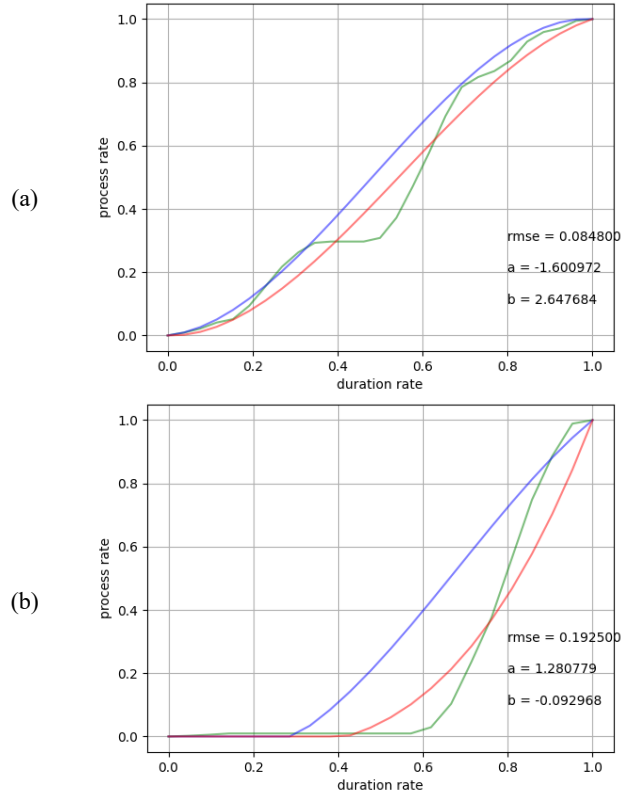 (a)
process rate
1.0
0.8
0.6
0.4
0.2
0.0
rmse = 0.084800
a = -1.600972
b = 2.647684
0.0 0.2 0.4 0.6 0.8 1.0
duration rate
(b)
process rate
1.0
0.8
0.6
0.4
0.2
0.0
rmse = 0.192500
a = 1.280779
b = -0.092968
0.0 0.2 0.4 0.6 0.8 1.0
duration rate